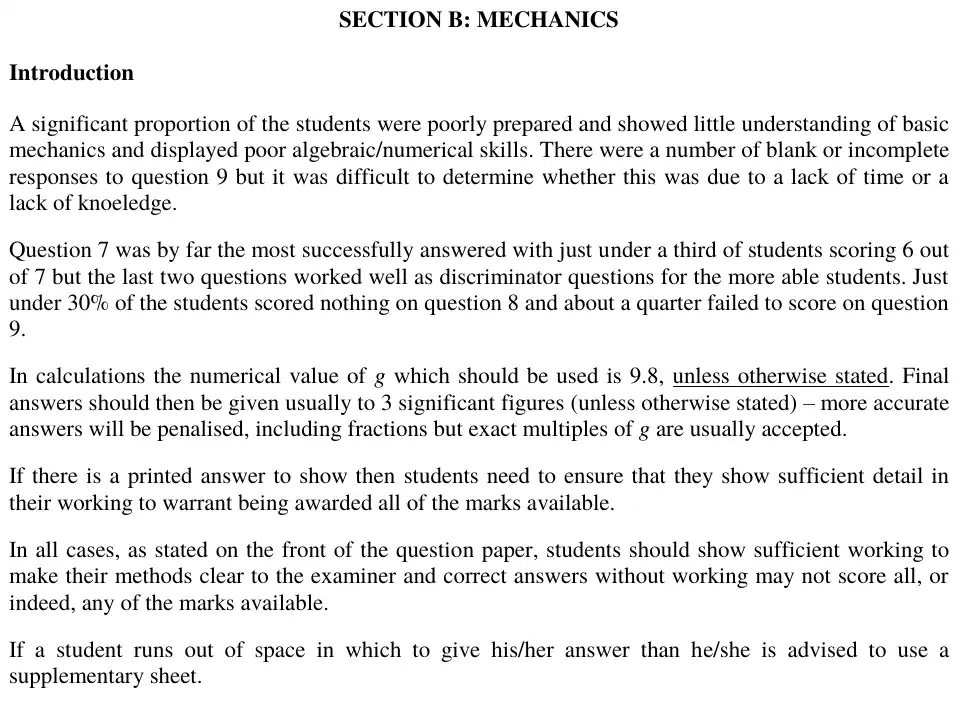 SECTION B: MECHANICS
Introduction
A significant proportion of the students were poorly prepared and showed little understanding of basic
mechanics and displayed poor algebraic/numerical skills. There were a number of blank or incomplete
responses to question 9 but it was difficult to determine whether this was due to a lack of time or a
lack of knoeledge.
Question 7 was by far the most successfully answered with just under a third of students scoring 6 out
of 7 but the last two questions worked well as discriminator questions for the more able students. Just
under 30% of the students scored nothing on question 8 and about a quarter failed to score on question
9.
In calculations the numerical value of g which should be used is 9.8, unless otherwise stated. Final
answers should then be given usually to 3 significant figures (unless otherwise stated) – more accurate
answers will be penalised, including fractions but exact multiples of g are usually accepted.
If there is a printed answer to show then students need to ensure that they show sufficient detail in
their working to warrant being awarded all of the marks available.
In all cases, as stated on the front of the question paper, students should show sufficient working to
make their methods clear to the examiner and correct answers without working may not score all, or
indeed, any of the marks available.
If a student runs out of space in which to give his/her answer than he/she is advised to use a
supplementary sheet.